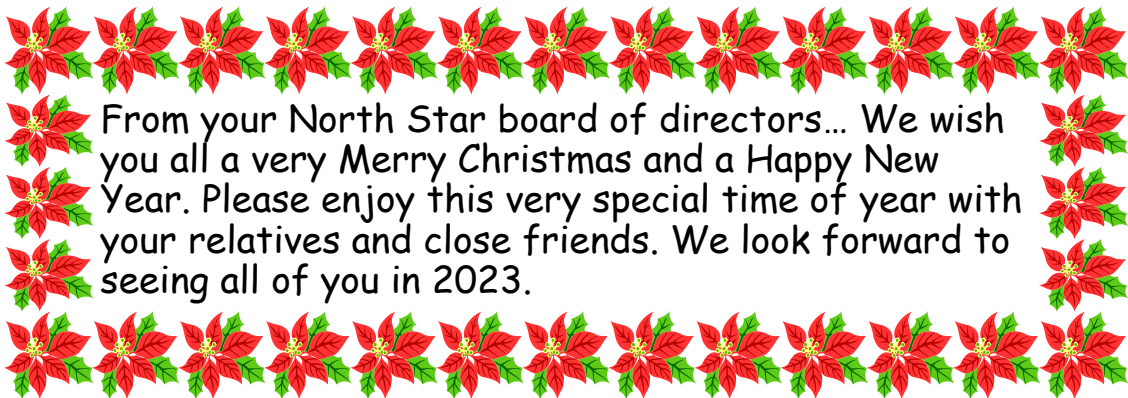 From your North Star board of directors… We wish
you all a very Merry Christmas and a Happy New
Year. Please enjoy this very special time of year with
your relatives and close friends. We look forward to
seeing all of you in 2023.